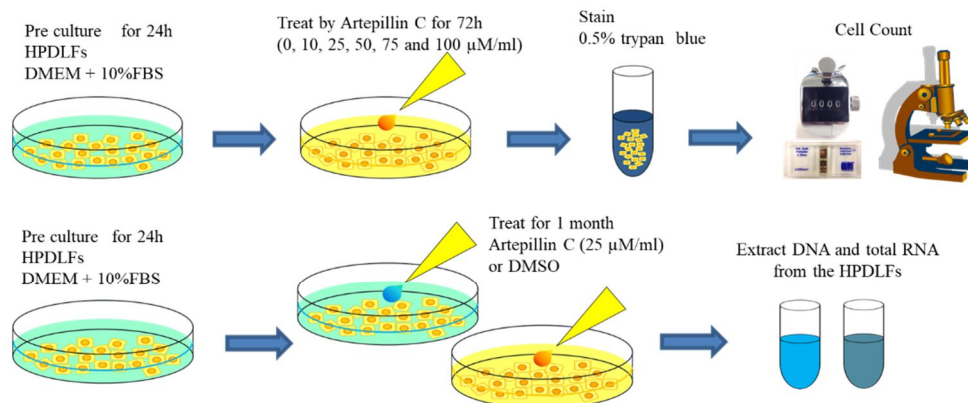 Pre culture for 24h
HPDLFs
DMEM + 10%FBS
Treat by Artepillin C for 72h
(0, 10, 25, 50, 75 and 100 µM/ml)
Stain
0.5% trypan blue
Cell Count
Pre culture for 24h
HPDLFs
DMEM + 10%FBS
Treat for 1 month
Artepillin C (25 µM/ml)
or DMSO
Extract DNA and total RNA
from the HPDLFs